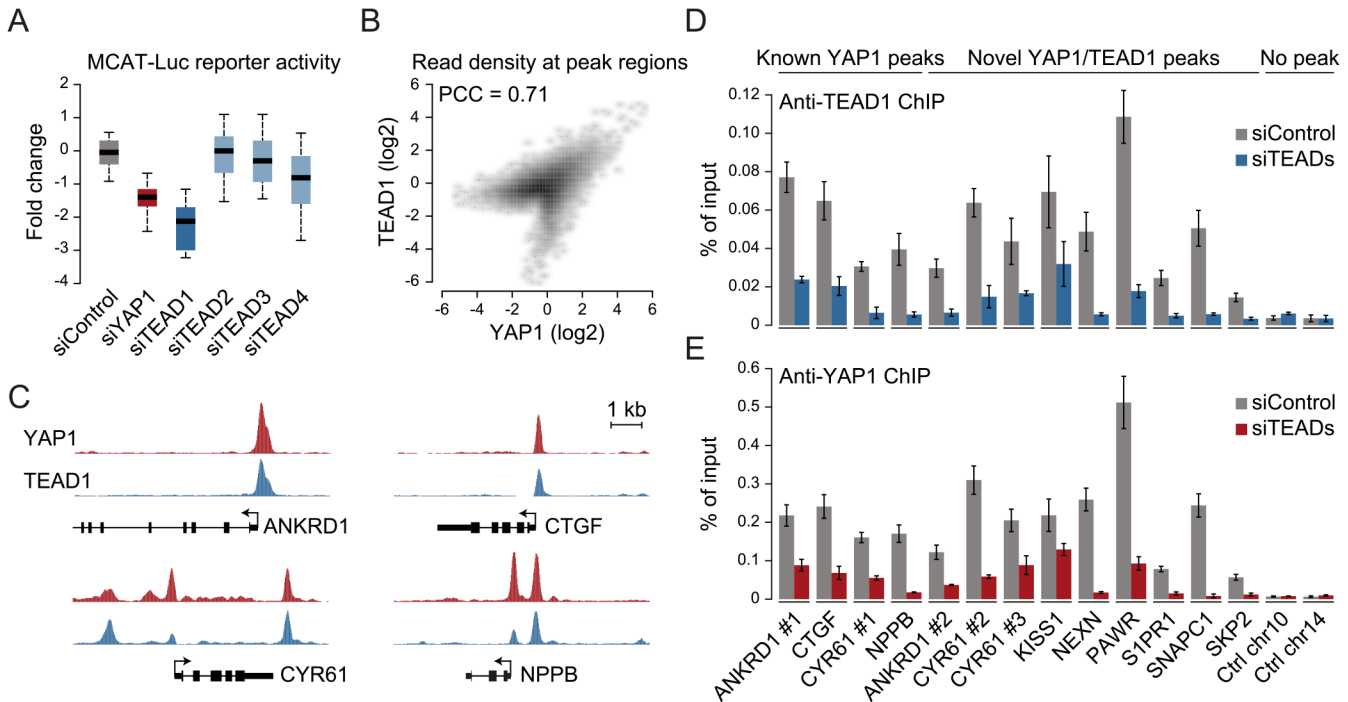 A
MCAT-Luc reporter activity
Fold change
2
1
0
-1
-2
-3
-4
siControl
siYAP1
siTEAD1
siTEAD2
siTEAD3
siTEAD4
B
Read density at peak regions
PCC = 0.71
TEAD1 (log2)
6
4
2
0
-2
-4
-6
-6 -4 -2 0 2 4 6
YAP1 (log2)
C
YAP1
TEAD1
1 kb
ANKRD1
CTGF
CYR61
NPPB
D
Known YAP1 peaks
Novel YAP1/TEAD1 peaks
No peak
Anti-TEAD1 ChIP
% of input
0.12
0.10
0.08
0.06
0.04
0.02
0
siControl
siTEADs
E
Anti-YAP1 ChIP
% of input
0.6
0.5
0.4
0.3
0.2
0.1
0
siControl
siTEADs
ANKRD1 #1
CTGF
CYR61 #1
NPPB
ANKRD1 #2
CYR61 #2
CYR61 #3
KISS1
NEXN
PAWR
S1PR1
SNAPC1
SKP2
Ctrl chr10
Ctrl chr14